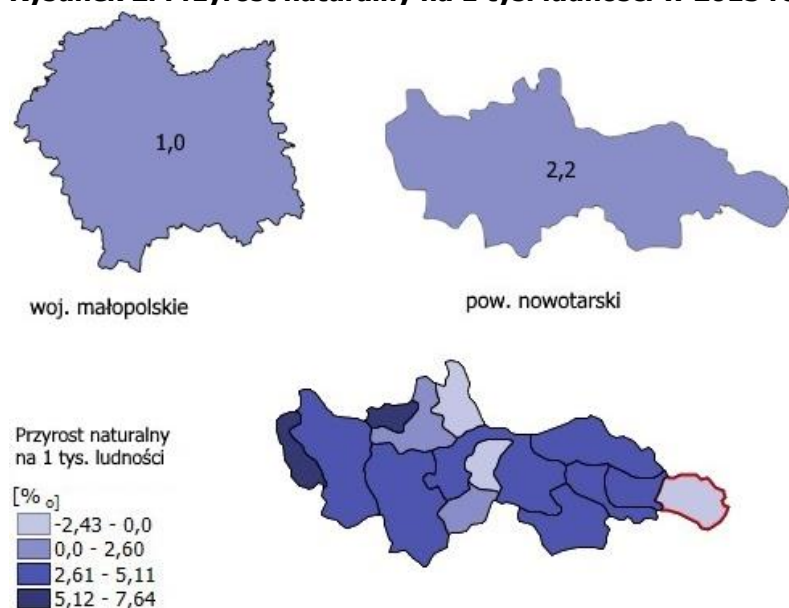 1,0
2,2
woj. małopolskie
pow. nowotarski
Przyrost naturalny
na 1 tys. ludności
[% o]
-2,43 - 0,0
0,0 - 2,60
2,61 - 5,11
5,12 - 7,64